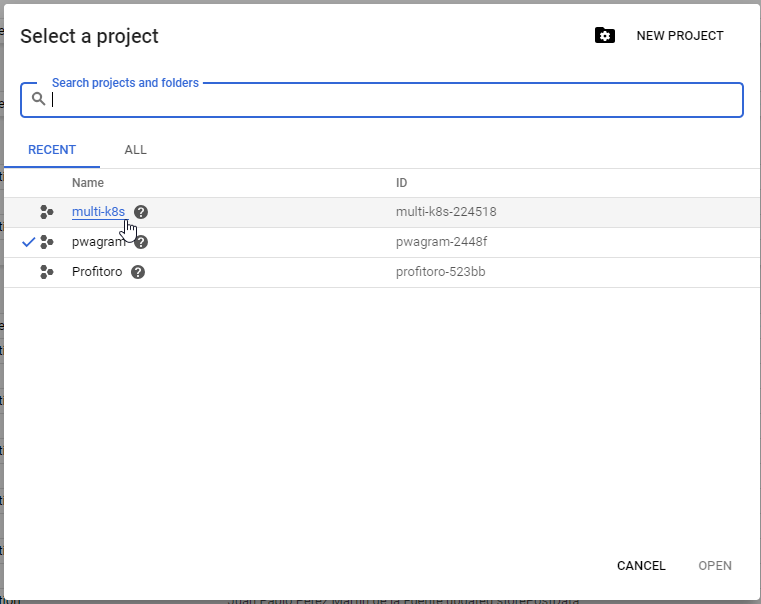 Select a project
NEW PROJECT
Search projects and folders
RECENT ALL
Name ID
multi-k8s multi-k8s-224518
pwagram pwagram-2448f
Profitoro profitoro-523bb
CANCEL OPEN